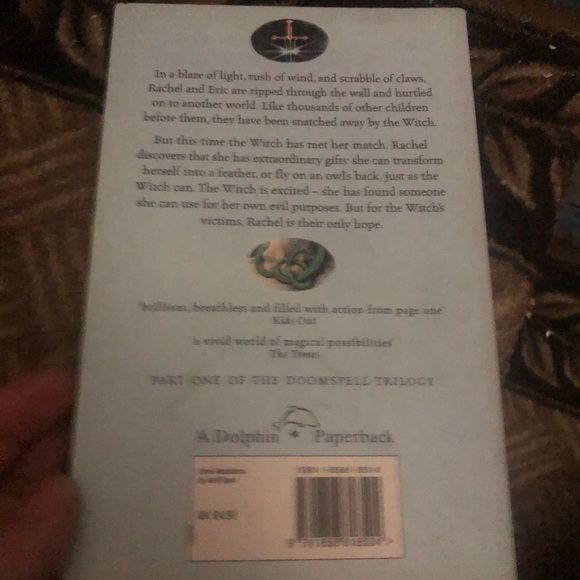 In a blaze of light, rush of wind, and scrabble of claws,
Rachel and Eric are ripped through the wall and hurtled
on to another world. Like thousands of other children
before them, they have been snatched away by the Witch.
But this time the Witch has met her match. Rachel
discovers that she has extraordinary gifts: she can transform
herself into a feather, or fly on an owl's back, just as the
Witch can. The Witch is excited – she has found someone
she can use for her own evil purposes. But for the Witch's
victims, Rachel is their only hope.
'brilliant, breathless and filled with action from page one'
Kids Out
'a vivid world of magical possibilities'
The Times
PART ONE OF THE DOOMSPELL TRILOGY
A Dolphin Paperback
ISBN